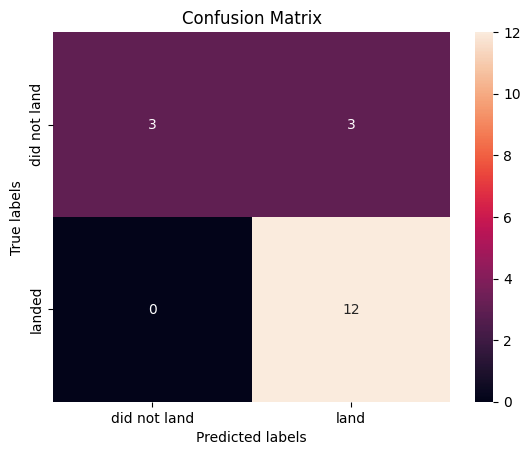 Confusion Matrix
True labels
did not land
landed
3
3
0
12
did not land
land
Predicted labels
12
10
8
6
4
2
0